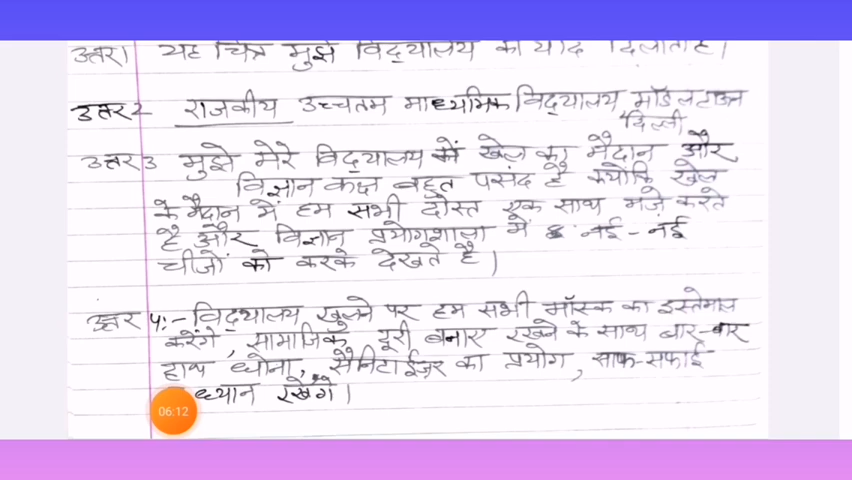 उत्तर1 यह चित्र मुझे विद्यालय की याद दिलाता है।
उत्तर2 राजकीय उच्चतम माध्यमिक विद्यालय मॉडल टाउन
दिल्ली
उत्तर3 मुझे मेरे विद्यालय में खेल का मैदान और
विज्ञान कक्ष बहुत पसंद है क्योंकि खेल
के मैदान में हम सभी दोस्त एक साथ मजे करते
है और विज्ञान प्रयोगशाला में नई-नई
चीजों को करके देखते है।
उत्तर 4:- विद्यालय खुलने पर हम सभी मॉस्क का इस्तेमाल
करेंगे, सामाजिक दूरी बनाए रखने के साथ बार-बार
हाथ धोना, सैनिटाईज़र का प्रयोग, साफ-सफाई
ध्यान रखेंगे।
06:12